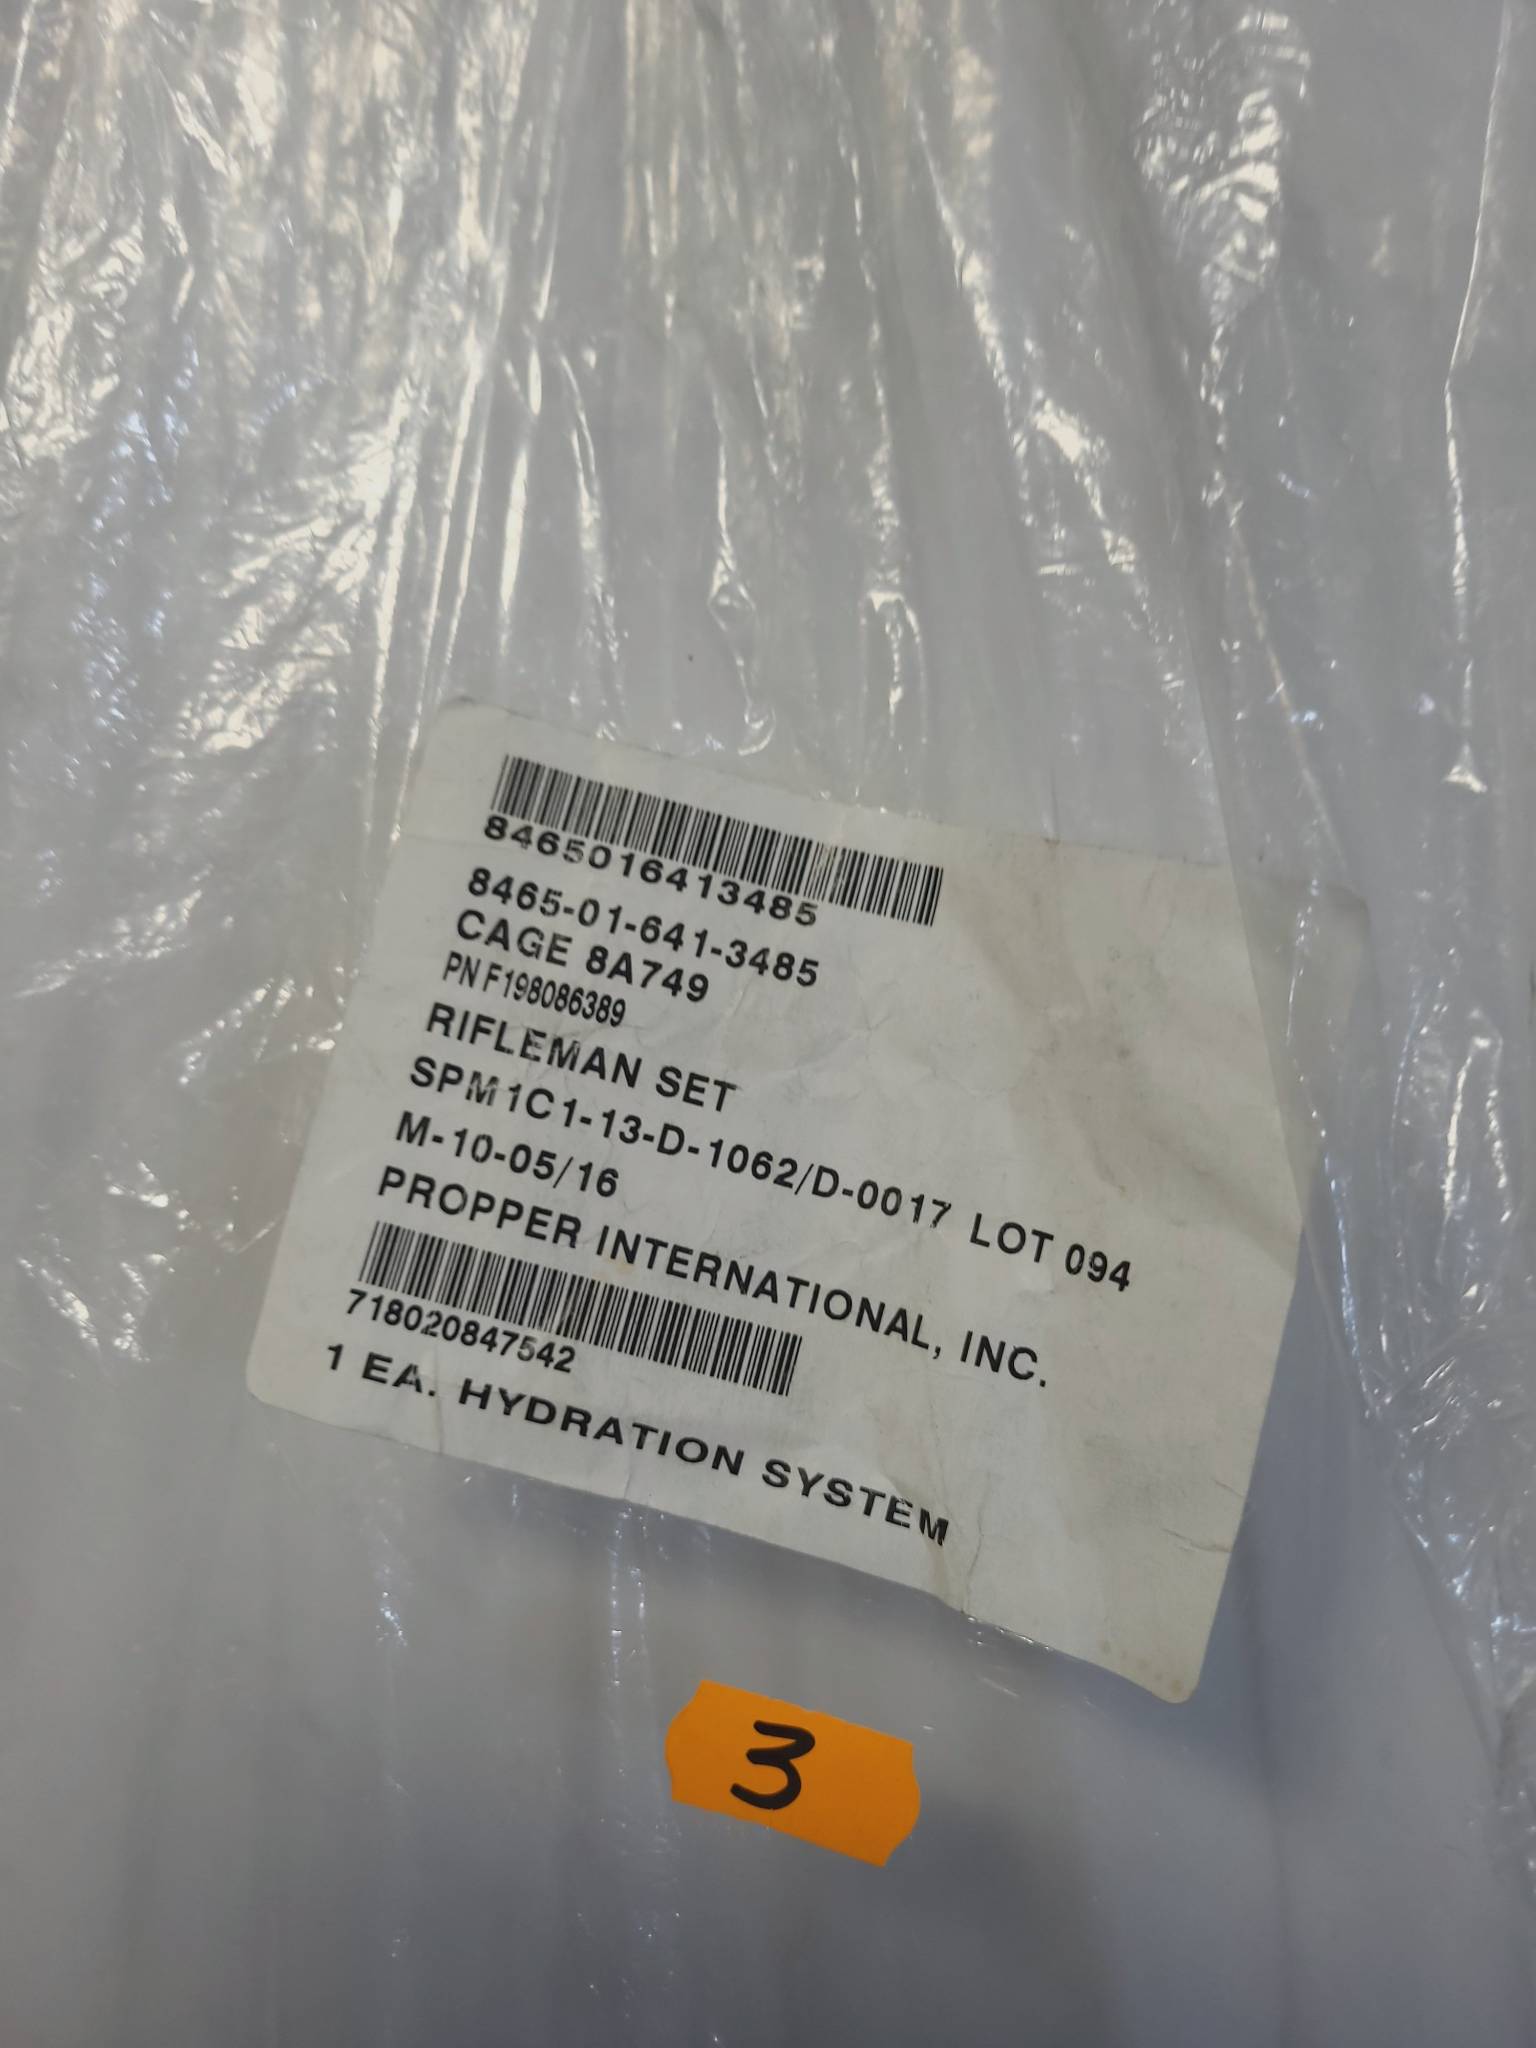 8465016413485
8465-01-641-3485
CAGE 8A749
PN F198086389
RIFLEMAN SET
SPM1C1-13-D-1062/D-0017 LOT 094
M-10-05/16
PROPPER INTERNATIONAL, INC.
718020847542
1 EA. HYDRATION SYSTEM
3